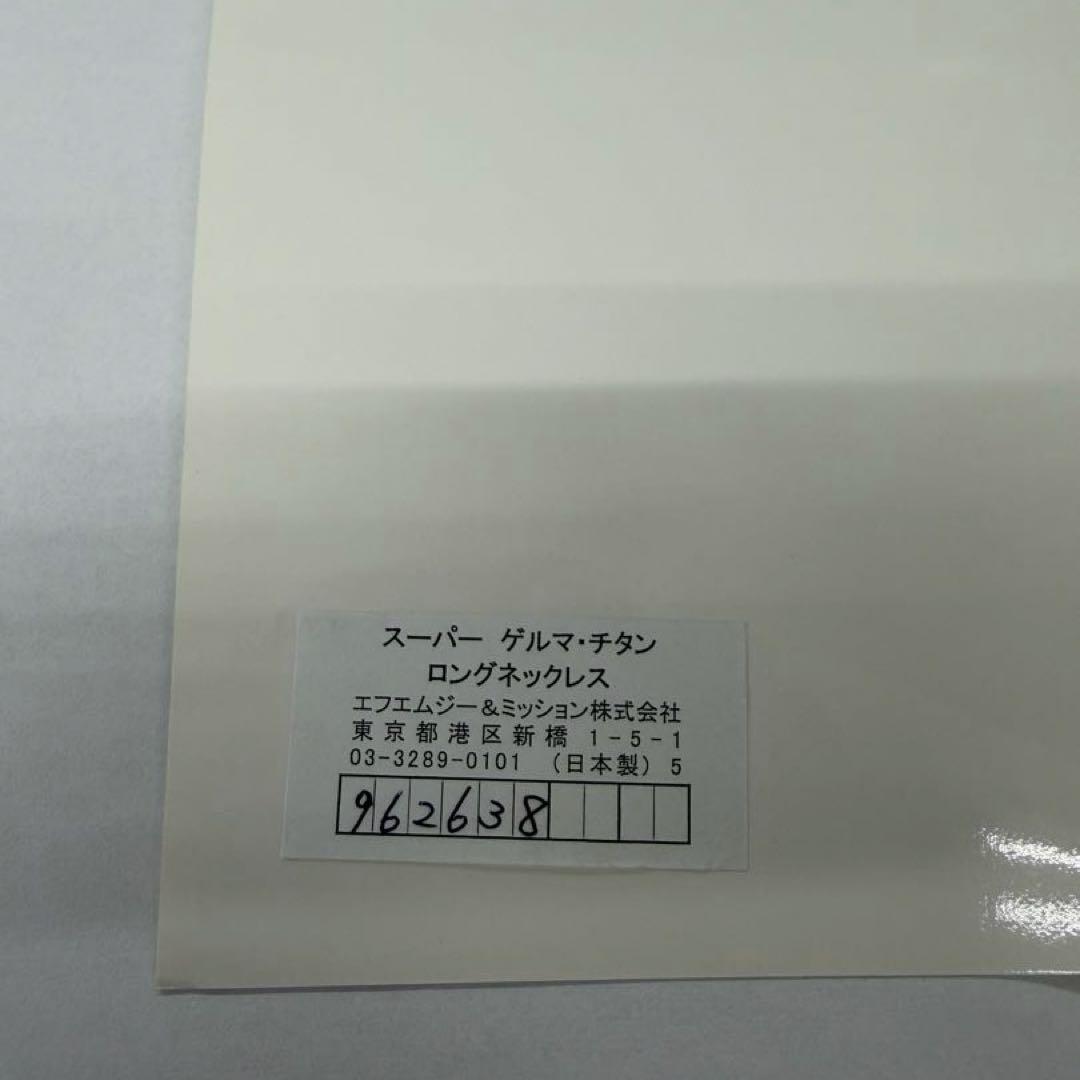 スーパー ゲルマ・チタン
ロングネックレス
エフエムジー&ミッション株式会社
東京都港区新橋 1-5-1
03-3289-0101 (日本製) 5
962638